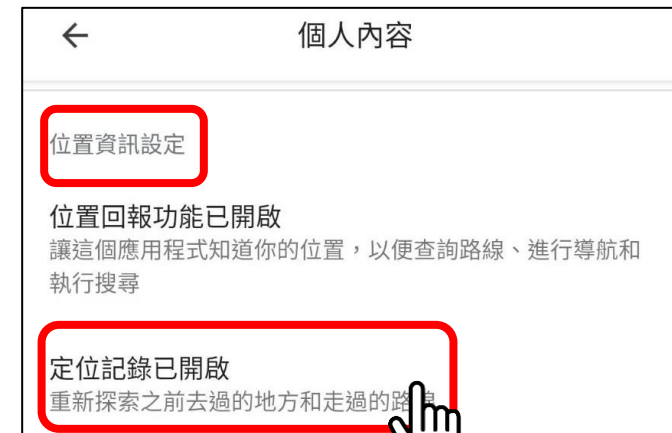 個人內容
位置資訊設定
位置回報功能已開啟
讓這個應用程式知道你的位置，以便查詢路線、進行導航和
執行搜尋
定位記錄已開啟
重新探索之前去過的地方和走過的路